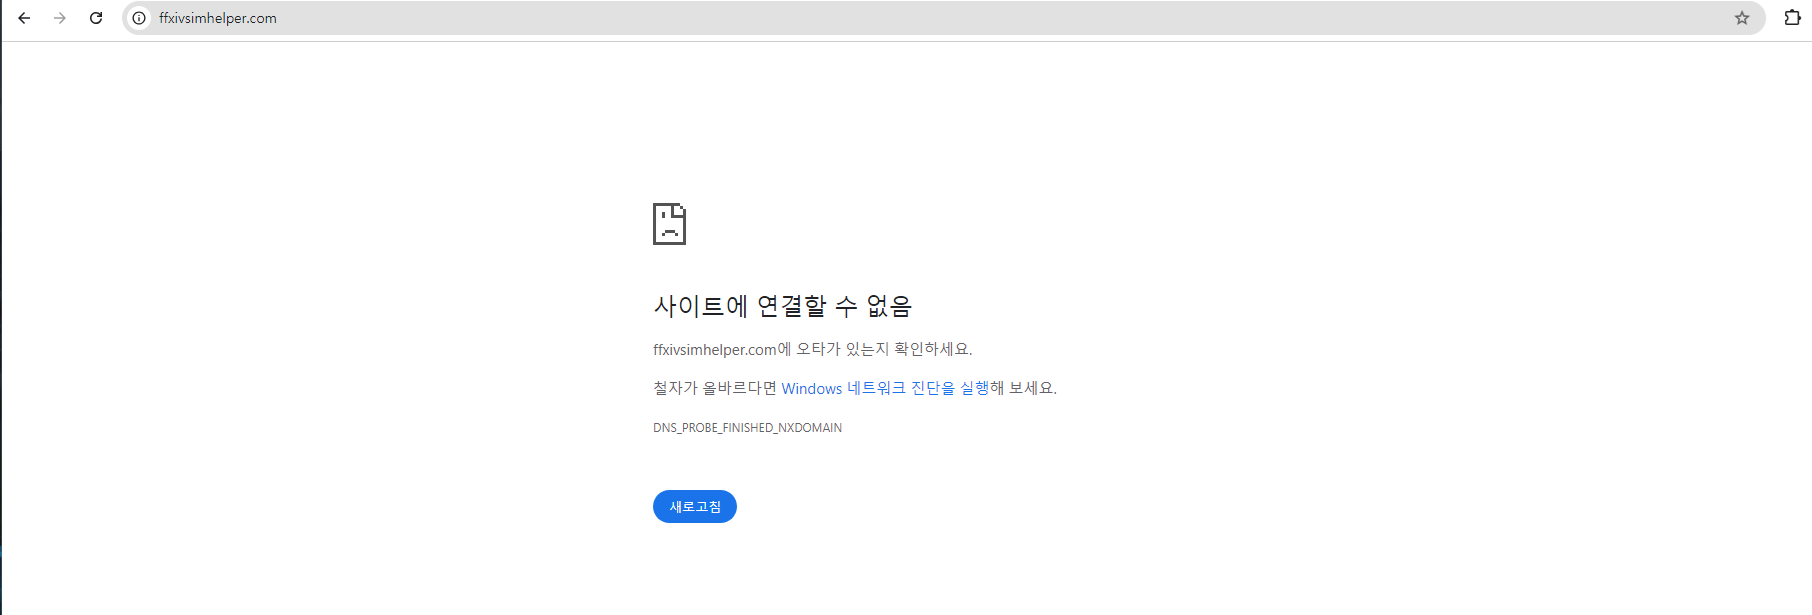 ffxivsimhelper.com
사이트에 연결할 수 없음
ffxivsimhelper.com에 오타가 있는지 확인하세요.
철자가 올바르다면 Windows 네트워크 진단을 실행해 보세요.
DNS_PROBE_FINISHED_NXDOMAIN
새로고침